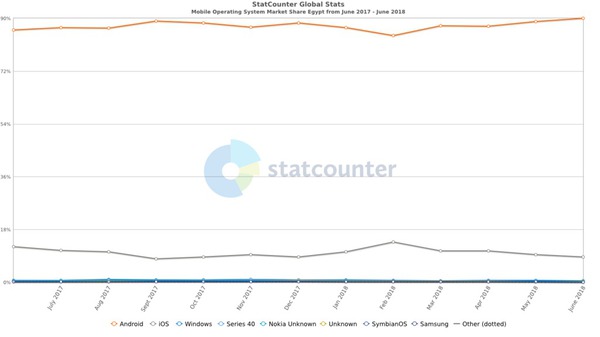 StatCounter Global Stats
Mobile Operating System Market Share Egypt from June 2017 - June 2018
90%
72%
54%
36%
18%
0%
statcounter
July 2017
Aug 2017
Sept 2017
Oct 2017
Nov 2017
Dec 2017
Jan 2018
Feb 2018
Mar 2018
Apr 2018
May 2018
June 2018
Android iOS Windows Series 40 Nokia Unknown Unknown SymbianOS Samsung Other (dotted)